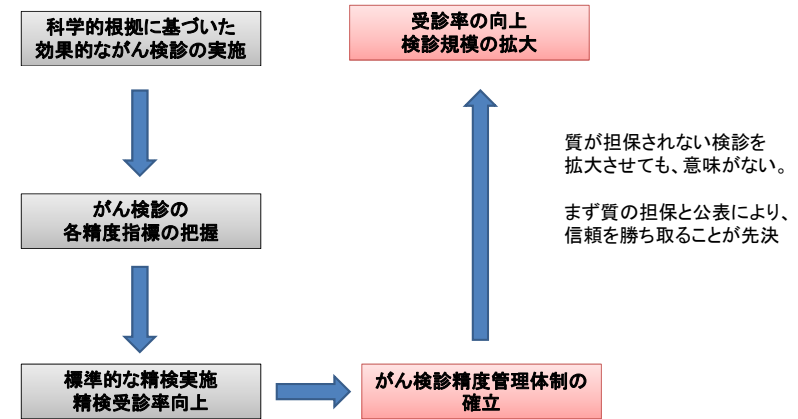 科学的根拠に基づいた
効果的ながん検診の実施
受診率の向上
検診規模の拡大
質が担保されない検診を
拡大させても、意味がない。
まず質の担保と公表により、
信頼を勝ち取ることが先決
がん検診の
各精度指標の把握
標準的な精検実施
精検受診率向上
がん検診精度管理体制の
確立